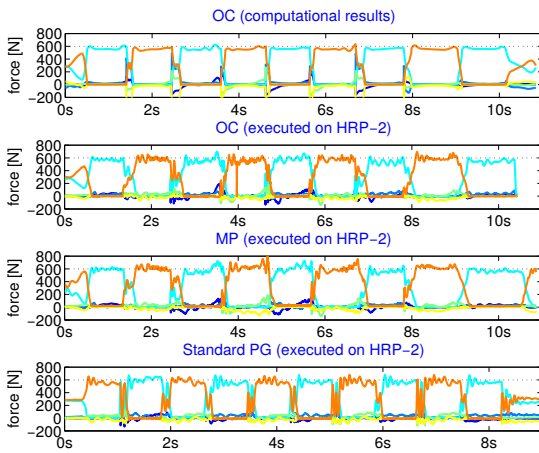 OC (computational results)
force [N]
800
600
400
200
0
−200
0s 2s 4s 6s 8s 10s
OC (executed on HRP−2)
force [N]
800
600
400
200
0
−200
0s 2s 4s 6s 8s 10s
MP (executed on HRP−2)
force [N]
800
600
400
200
0
−200
0s 2s 4s 6s 8s 10s
Standard PG (executed on HRP−2)
force [N]
800
600
400
200
0
−200
0s 2s 4s 6s 8s